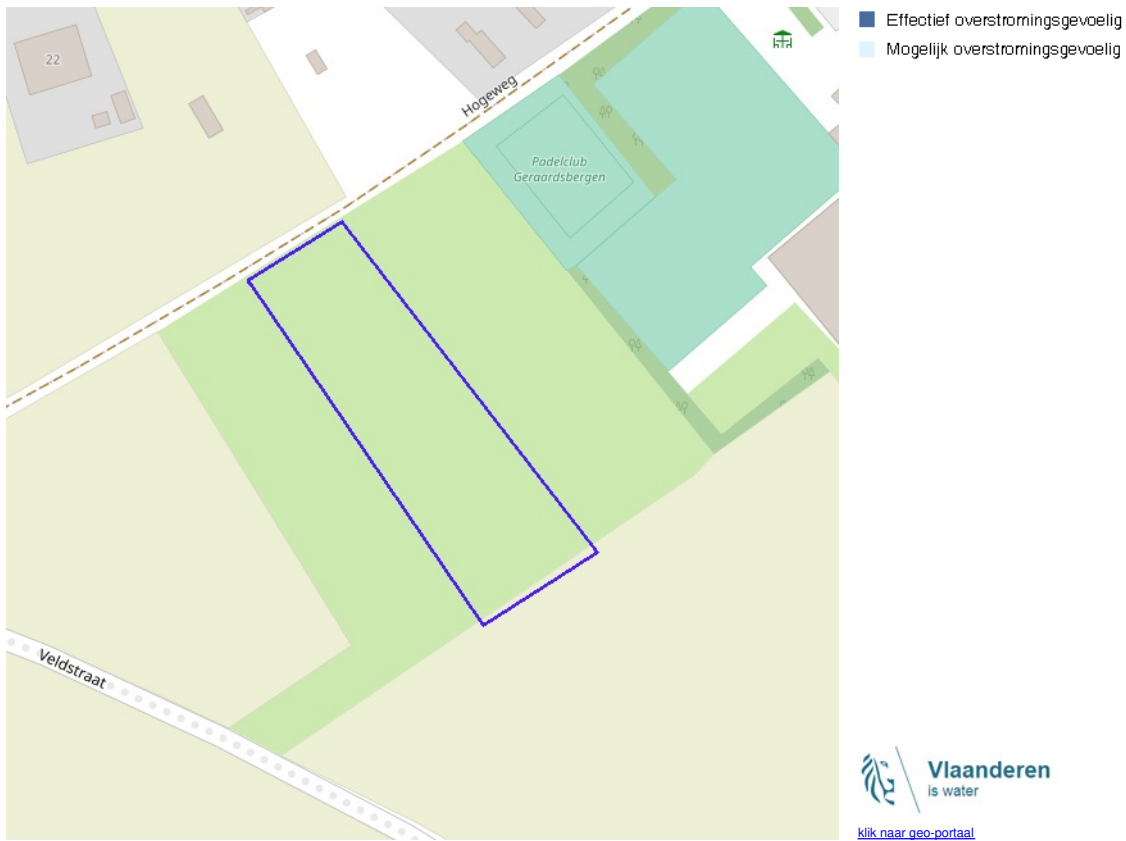 Effectief overstromingsgevoelig
Mogelijk overstromingsgevoelig
22
Hogeweg
Padelclub
Geraardsbergen
Veldstraat
Vlaanderen
is water
klik naar geo-portaal